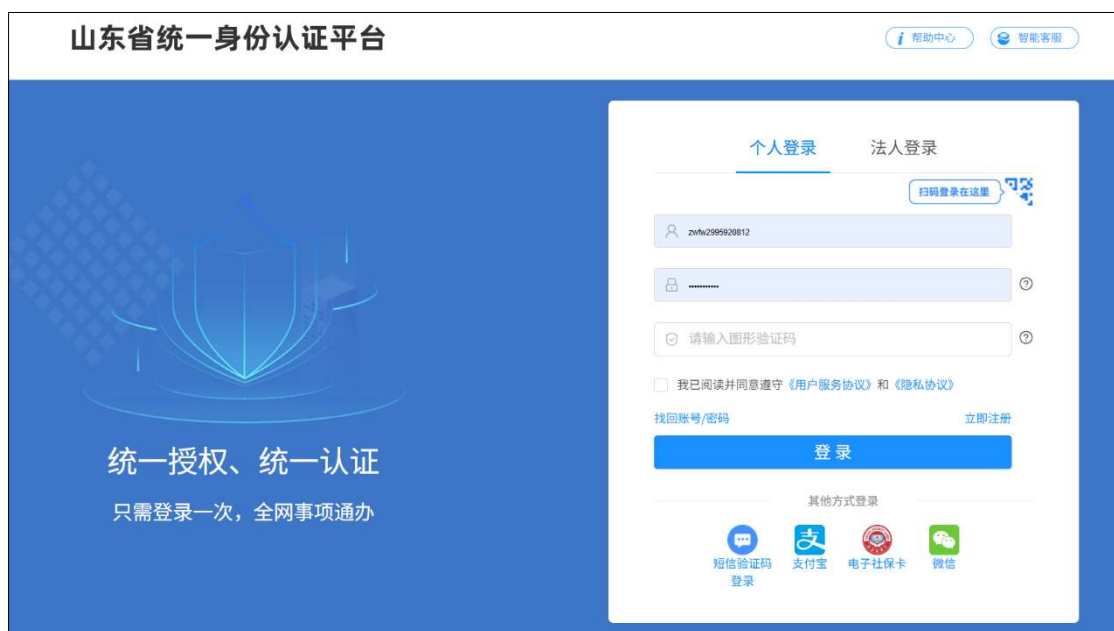 山东省统一身份认证平台
帮助中心
智能客服
个人登录
法人登录
扫码登录在这里
zwfw2995920812
•••••••••••
请输入图形验证码
我已阅读并同意遵守《用户服务协议》和《隐私协议》
找回账号/密码
立即注册
登录
其他方式登录
短信验证码
登录
支付宝
电子社保卡
微信
统一授权、统一认证
只需登录一次，全网事项通办